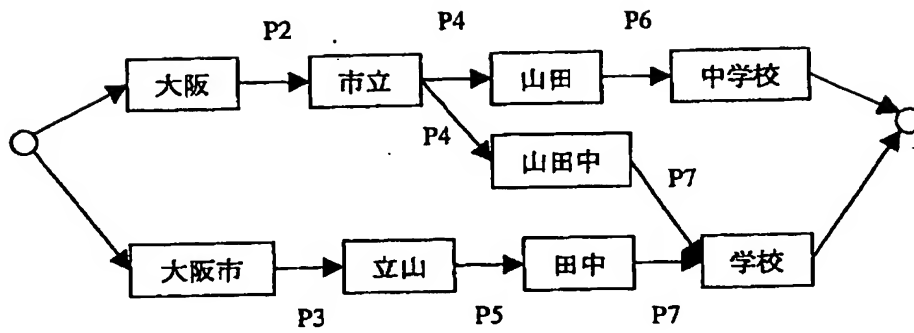 P2 P4 P6
大阪 市立 山田 中学校
P4 山田中 P7
大阪市 立山 田中 学校
P3 P5 P7